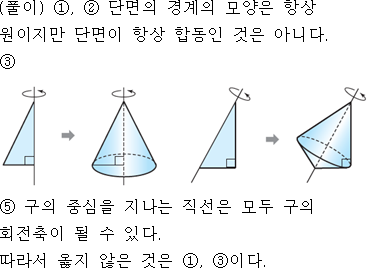 (풀이) ①, ② 단면의 경계의 모양은 항상
원이지만 단면이 항상 합동인 것은 아니다.
③
⑤ 구의 중심을 지나는 직선은 모두 구의
회전축이 될 수 있다.
따라서 옳지 않은 것은 ①, ③이다.